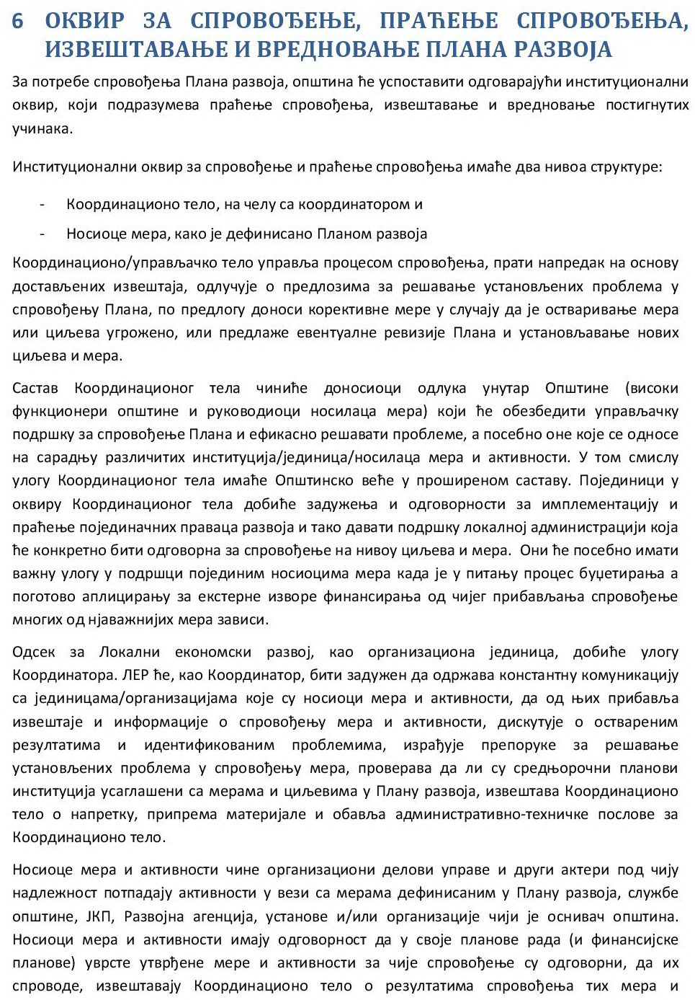 6 ОКВИР ЗА СПРОВОЂЕЊЕ, ПРАЋЕЊЕ СПРОВОЂЕЊА,
ИЗВЕШТАВАЊЕ И ВРЕДНОВАЊЕ ПЛАНА РАЗВОЈА
За потребе спровођења Плана развоја, општина ће успоставити одговарајући институционални
оквир, који подразумева праћење спровођења, извештавање и вредновање постигнутих
учинака.
Институционални оквир за спровођење и праћење спровођења имаће два нивоа структуре:
- Координационо тело, на челу са координатором и
- Носиоце мера, како је дефинисано Планом развоја
Координационо/управљачко тело управља процесом спровођења, прати напредак на основу
достављених извештаја, одлучује о предлозима за решавање установљених проблема у
спровођењу Плана, по предлогу доноси корективне мере у случају да је остваривање мера
или циљева угрожено, или предлаже евентуалне ревизије Плана и установљавање нових
циљева и мера.
Састав Координационог тела чиниће доносиоци одлука унутар Општине (високи
функционери општине и руководиоци носилаца мера) који ће обезбедити управљачку
подршку за спровођење Плана и ефикасно решавати проблеме, а посебно оне које се односе
на сарадњу различитих институција/јединица/носилаца мера и активности. У том смислу
улогу Координационог тела имаће Општинско веће у проширеном саставу. Појединици у
оквиру Координационог тела добиће задужења и одговорности за имплементацију и
праћење појединачних праваца развоја и тако давати подршку локалној администрацији која
ће конкретно бити одговорна за спровођење на нивоу циљева и мера. Они ће посебно имати
важну улогу у подршци појединим носиоцима мера када је у питању процес буџетирања а
поготово аплицирању за екстерне изворе финансирања од чијег прибављања спровођење
многих од њјаважнијих мера зависи.
Одсек за Локални економски развој, као организациона јединица, добиће улогу
Координатора. ЛЕР ће, као Координатор, бити задужен да одржава константну комуникацију
са јединицама/организацијама које су носиоци мера и активности, да од њих прибавља
извештаје и информације о спровођењу мера и активности, дискутује о оствареним
резултатима и идентификованим проблемима, израђује препоруке за решавање
установљених проблема у спровођењу мера, проверава да ли су средњорочни планови
институција усаглашени са мерама и циљевима у Плану развоја, извештава Координационо
тело о напретку, припрема материјале и обавља административно-техничке послове за
Координационо тело.
Носиоце мера и активности чине организациони делови управе и други актери под чију
надлежност потпадају активности у вези са мерама дефинисаним у Плану развоја, службе
општине, ЈКП, Развојна агенција, установе и/или организације чији је оснивач општина.
Носиоци мера и активности имају одговорност да у своје планове рада (и финансијске
планове) уврсте утврђене мере и активности за чије спровођење су одговорни, да их
спроводе, извештавају Координационо тело о резултатима спровођења тих мера и